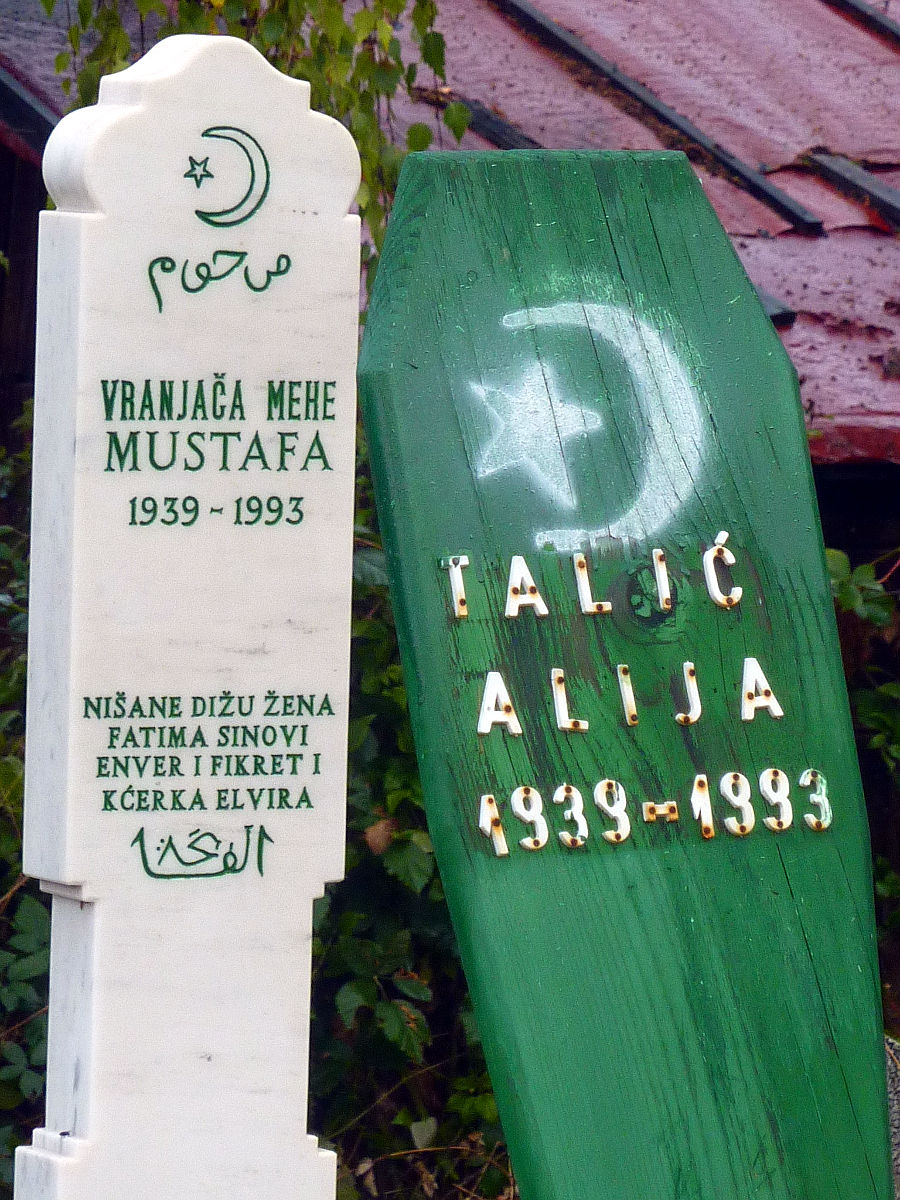 مرحوم
VRANJAČA MEHE
MUSTAFA
1939 - 1993
NIŠANE DIŽU ŽENA
FATIMA SINOVI
ENVER I FIKRET I
KĆERKA ELVIRA
TALIĆ
ALIJA
1939-1993